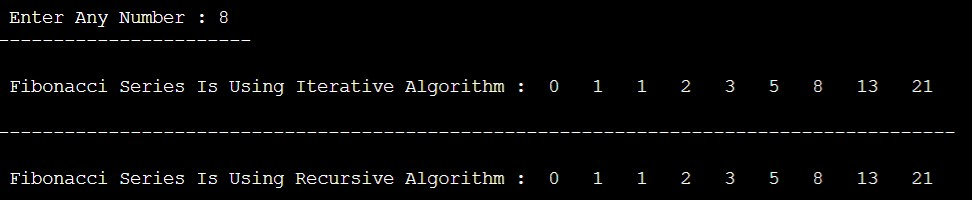 Enter Any Number : 8
-----------------------
Fibonacci Series Is Using Iterative Algorithm :  0   1   1   2   3   5   8   13   21
---------------------------------------------------------------------------------------
Fibonacci Series Is Using Recursive Algorithm :  0   1   1   2   3   5   8   13   21